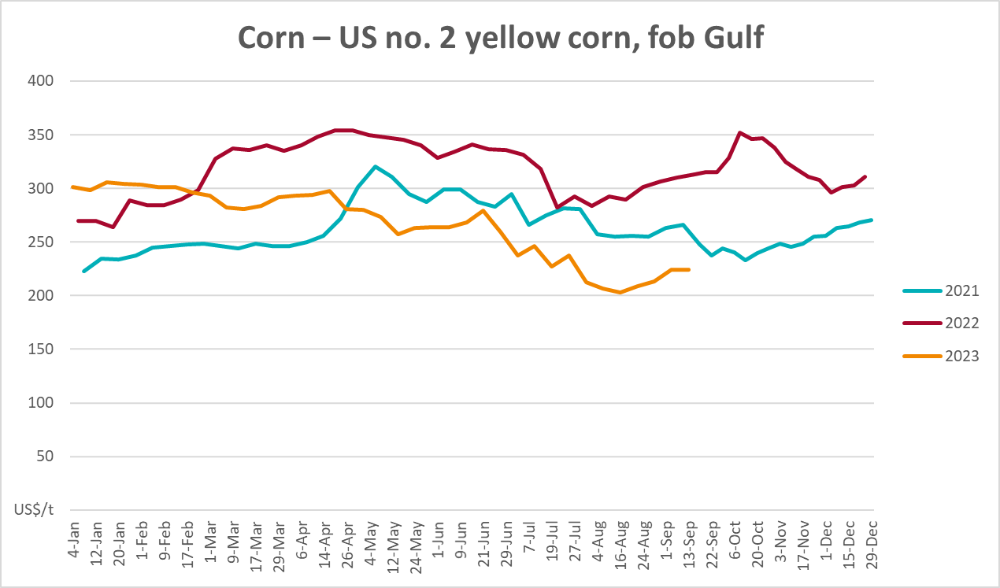 Corn – US no. 2 yellow corn, fob Gulf
400
350
300
250
200
150
100
50
US$/t
4-Jan
12-Jan
20-Jan
1-Feb
9-Feb
17-Feb
1-Mar
9-Mar
17-Mar
29-Mar
6-Apr
14-Apr
26-Apr
4-May
12-May
24-May
1-Jun
9-Jun
21-Jun
29-Jun
7-Jul
19-Jul
27-Jul
4-Aug
16-Aug
24-Aug
1-Sep
13-Sep
22-Sep
6-Oct
20-Oct
3-Nov
17-Nov
1-Dec
15-Dec
29-Dec
2021
2022
2023